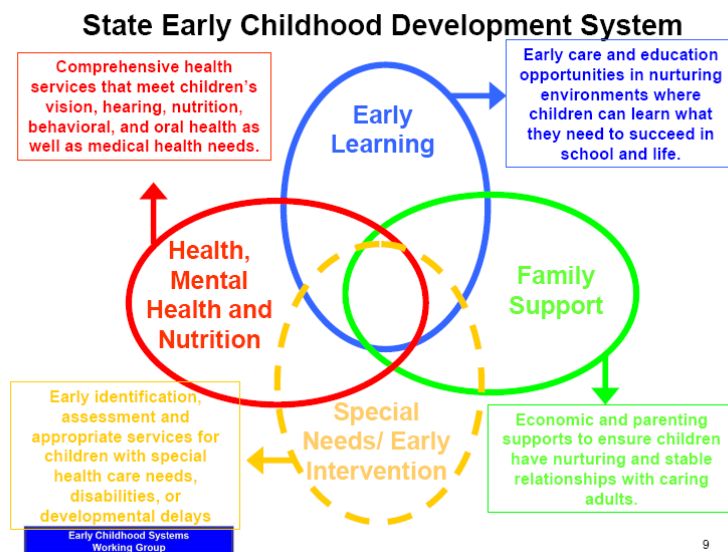 State Early Childhood Development System
Comprehensive health
services that meet children's
vision, hearing, nutrition,
behavioral, and oral health as
well as medical health needs.
Early
Learning
Early care and education
opportunities in nurturing
environments where
children can learn what
they need to succeed in
school and life.
Health,
Mental
Health and
Nutrition
Family
Support
Early identification,
assessment and
appropriate services for
children with special
health care needs,
disabilities, or
developmental delays
Special
Needs/ Early
Intervention
Economic and parenting
supports to ensure children
have nurturing and stable
relationships with caring
adults.
Early Childhood Systems
Working Group
9